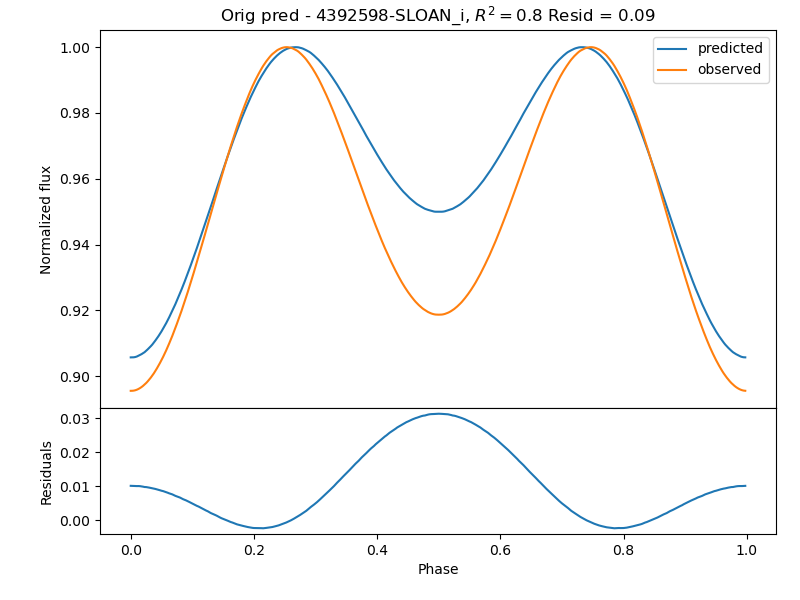 Orig pred - 4392598-SLOAN_i, R² = 0.8 Resid = 0.09
predicted
observed
1.00
0.98
0.96
0.94
0.92
0.90
Normalized flux
0.03
0.02
0.01
0.00
Residuals
0.0 0.2 0.4 0.6 0.8 1.0
Phase